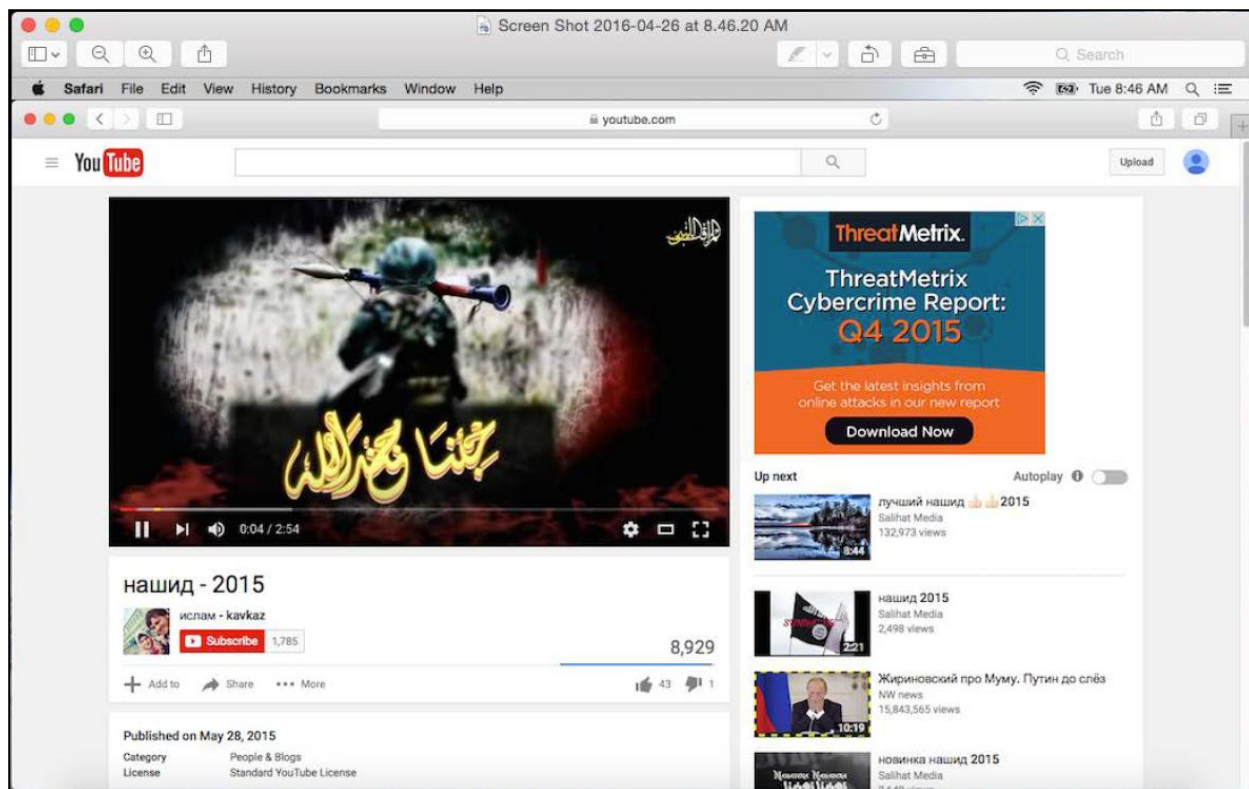 Screen Shot 2016-04-26 at 8.46.20 AM
Search
Safari File Edit View History Bookmarks Window Help
Tue 8:46 AM
youtube.com
YouTube
Upload
جئنا جند الله
0:04 / 2:54
ThreatMetrix.
ThreatMetrix
Cybercrime Report:
Q4 2015
Get the latest insights from
online attacks in our new report
Download Now
нашид - 2015
ислам - kavkaz
Subscribe 1,785
8,929
Add to Share More
43 1
Published on May 28, 2015
Category People & Blogs
License Standard YouTube License
Up next Autoplay
лучший нашид 👍👍2015
Salihat Media
132,973 views
8:44
нашид 2015
Salihat Media
2,498 views
2:21
Жириновский про Муму. Путин до слёз
NW news
15,843,565 views
10:19
новинка нашид 2015
Salihat Media